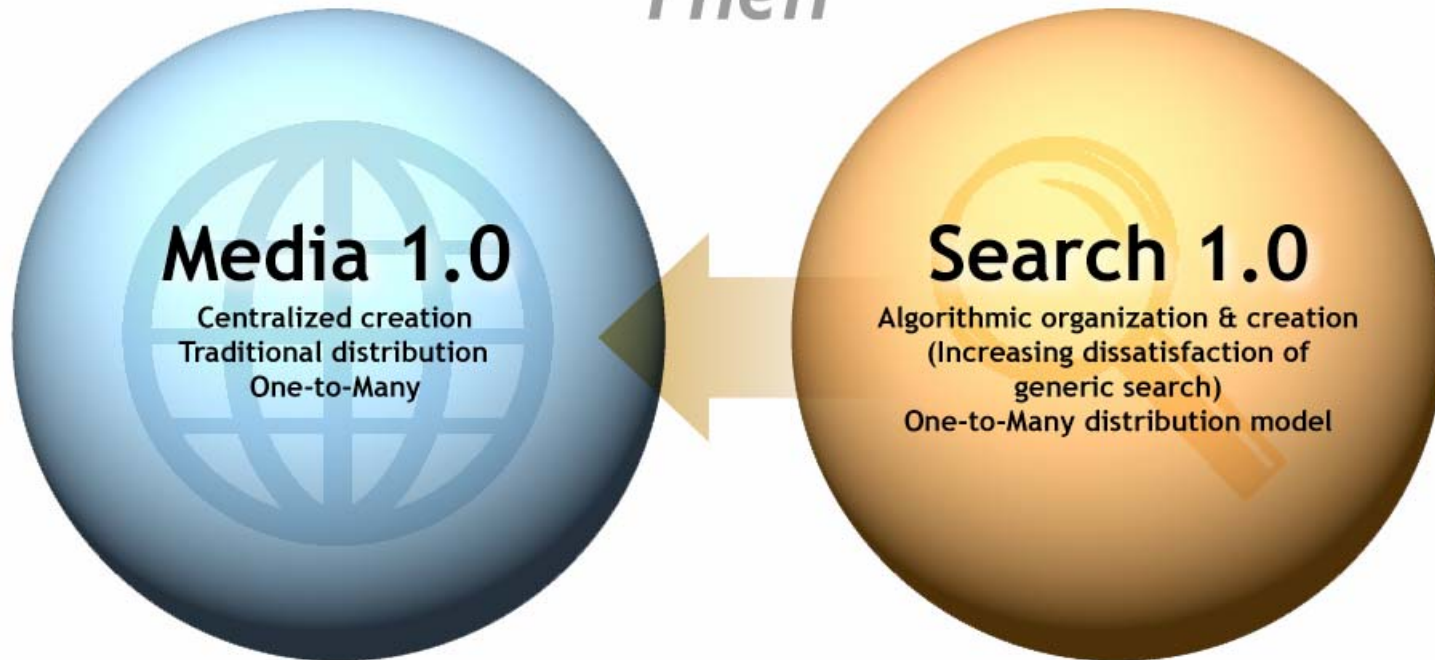 Then
Media 1.0
Centralized creation
Traditional distribution
One-to-Many
Search 1.0
Algorithmic organization & creation
(Increasing dissatisfaction of
generic search)
One-to-Many distribution model